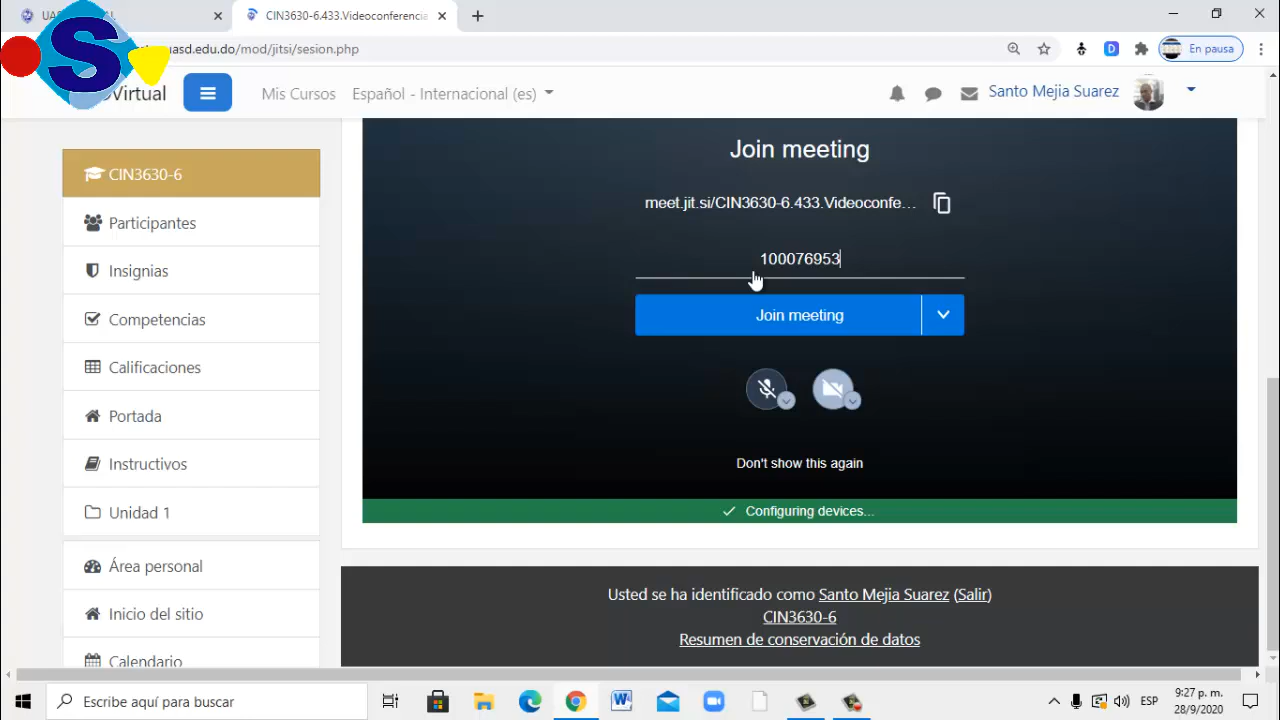 CIN3630-6.433.Videoconferencia
uasd.edu.do/mod/jitsi/sesion.php
En pausa
S
Virtual
Mis Cursos
Español - Internacional (es)
Santo Mejia Suarez
CIN3630-6
Participantes
Insignias
Competencias
Calificaciones
Portada
Instructivos
Unidad 1
Área personal
Inicio del sitio
Calendario
Join meeting
meet.jit.si/CIN3630-6.433.Videoconfe...
100076953
Join meeting
Don't show this again
Configuring devices...
Usted se ha identificado como Santo Mejia Suarez (Salir)
CIN3630-6
Resumen de conservación de datos
Escribe aquí para buscar
ESP
9:27 p. m.
28/9/2020